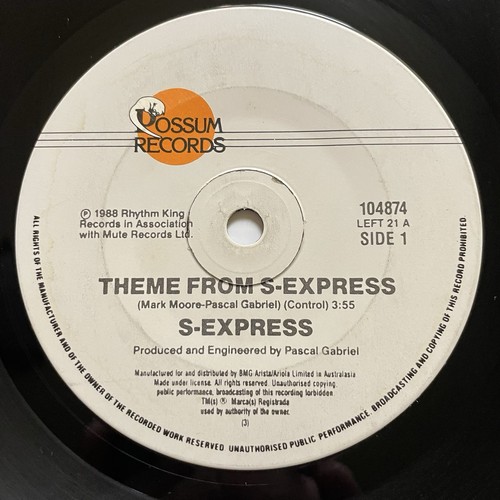 POSSUM
RECORDS
℗ 1988 Rhythm King
Records in Association
with Mute Records Ltd.
104874
LEFT 21 A
SIDE 1
THEME FROM S-EXPRESS
(Mark Moore-Pascal Gabriel) (Control) 3:55
S-EXPRESS
Produced and Engineered by Pascal Gabriel
Manufactured for and distributed by BMG Arista/Ariola Limited in Australasia
Made under license. All rights reserved. Unauthorised copying,
public performance, broadcasting of this recording forbidden
TM(s) ® Marca(s) Registrada
used by authority of the owner.
(3)
ALL RIGHTS OF THE MANUFACTURER AND OF THE OWNER OF THE RECORDED WORK RESERVED. UNAUTHORISED PUBLIC PERFORMANCE, BROADCASTING AND COPYING OF THIS RECORD PROHIBITED